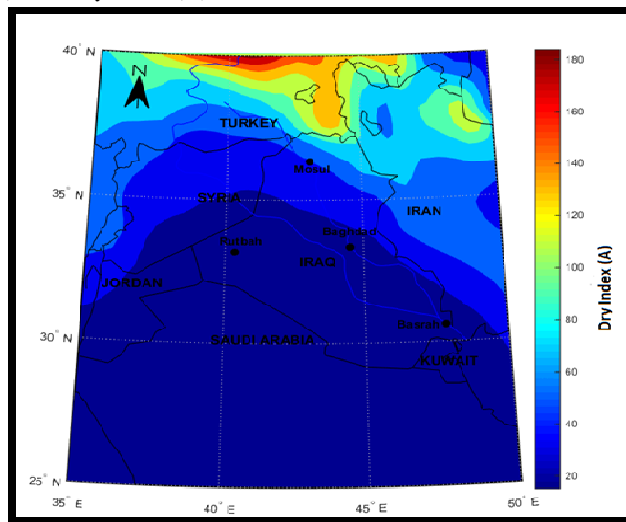 40° N
N
TURKEY
Mosul
35° N
SYRIA
IRAN
Rutbah
Baghdad
IRAQ
JORDAN
Basrah
30° N
SAUDI ARABIA
KUWAIT
25° N
35° E
40° E
45° E
50° E
180
160
140
120
100
80
60
40
20
Dry Index (A)